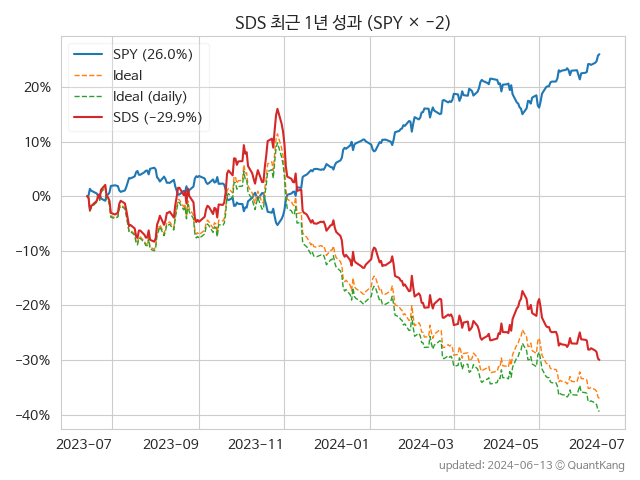 SDS 최근 1년 성과 (SPY × −2)
SPY (26.0%)
Ideal
Ideal (daily)
SDS (−29.9%)
20%
10%
0%
−10%
−20%
−30%
−40%
2023−07
2023−09
2023−11
2024−01
2024−03
2024−05
2024−07
updated: 2024-06-13 © QuantKang